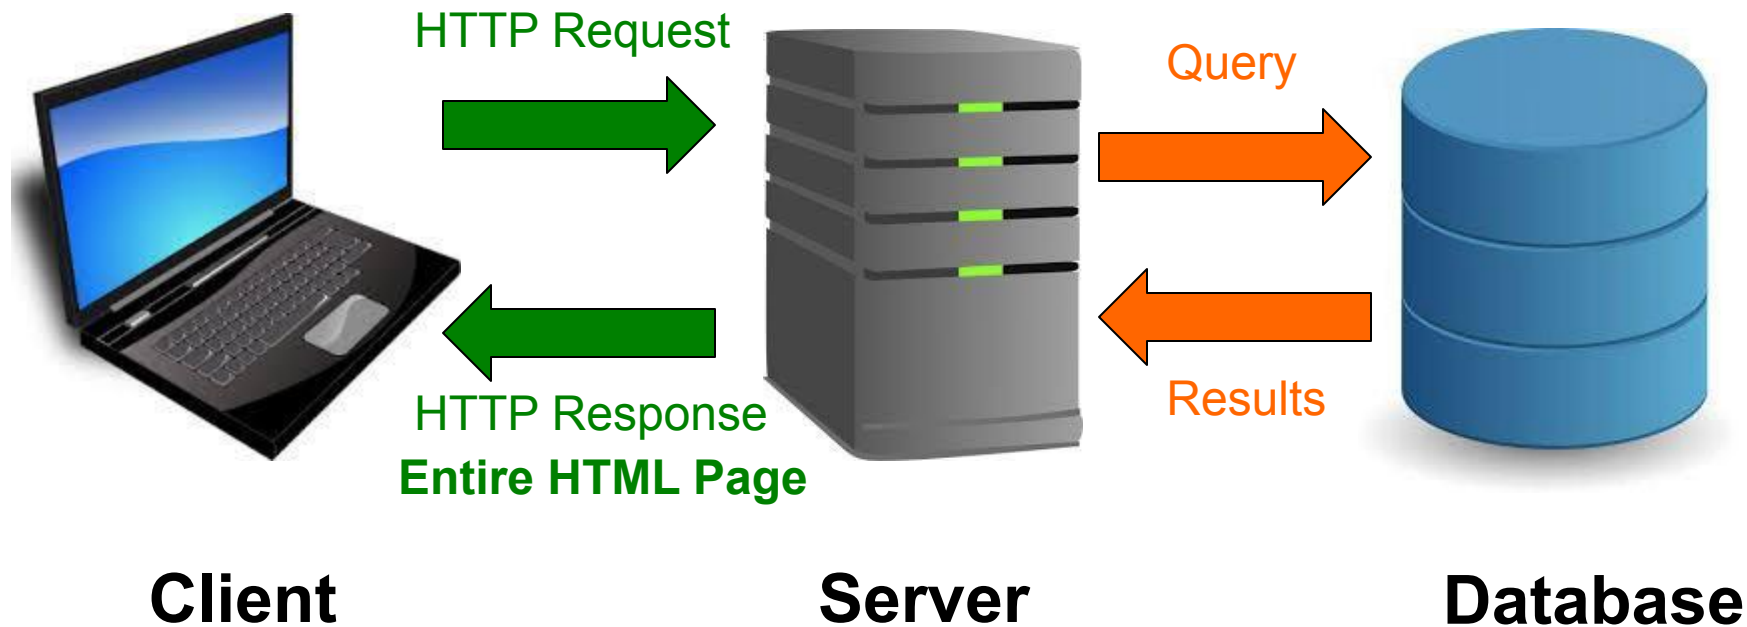 HTTP Request
Query
HTTP Response
Entire HTML Page
Results
Client
Server
Database